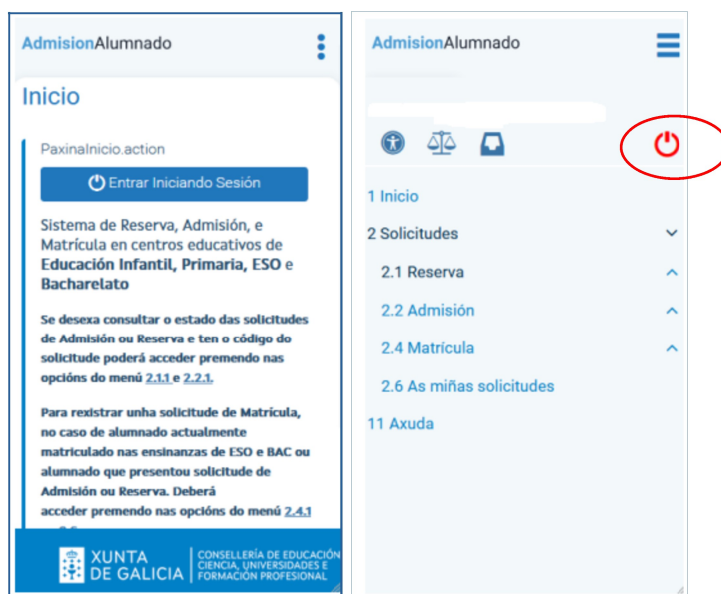 AdmisionAlumnado
Inicio
PaxinaInicio.action
Entrar Iniciando Sesión
Sistema de Reserva, Admisión, e
Matrícula en centros educativos de
Educación Infantil, Primaria, ESO e
Bacharelato
Se desexa consultar o estado das solicitudes
de Admisión ou Reserva e ten o código do
solicitude poderá acceder premendo nas
opcións do menú 2.1.1 e 2.2.1.
Para rexistrar unha solicitude de Matrícula,
no caso de alumnado actualmente
matriculado nas ensinanzas de ESO e BAC ou
alumnado que presentou solicitude de
Admisión ou Reserva. Deberá
acceder premendo nas opcións do menú 2.4.1
XUNTA
DE GALICIA
CONSELLERÍA DE EDUCACIÓN
CIENCIA, UNIVERSIDADES E
FORMACIÓN PROFESIONAL
AdmisionAlumnado
1 Inicio
2 Solicitudes
2.1 Reserva
2.2 Admisión
2.4 Matrícula
2.6 As miñas solicitudes
11 Axuda